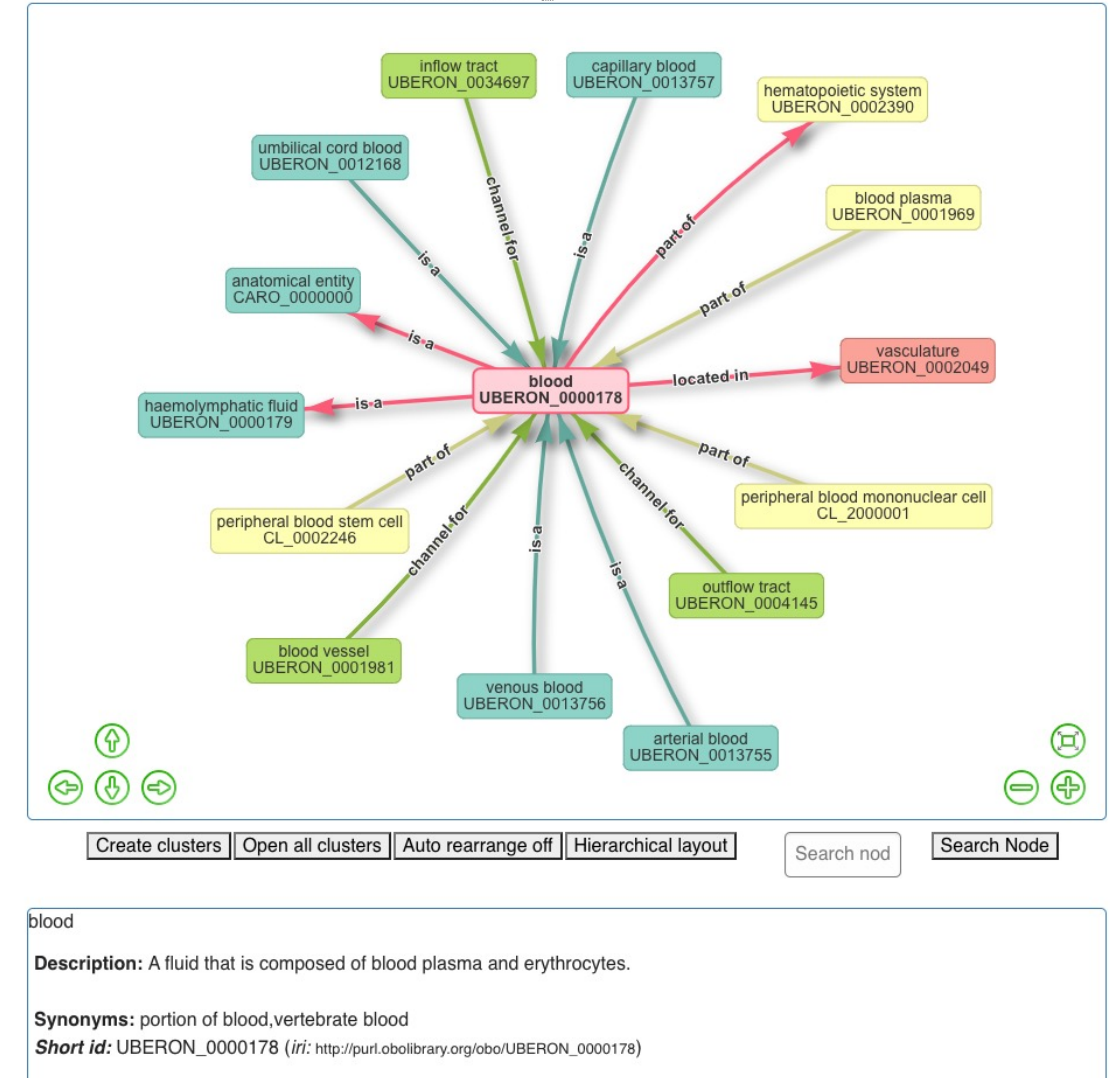 inflow tract
UBERON_0034697
capillary blood
UBERON_0013757
hematopoietic system
UBERON_0002390
umbilical cord blood
UBERON_0012168
blood plasma
UBERON_0001969
channel for
is a
part of
is a
anatomical entity
CARO_0000000
part of
is a
vasculature
UBERON_0002049
located in
blood
UBERON_0000178
haemolymphatic fluid
UBERON_0000179
is a
part of
part of
channel for
peripheral blood mononuclear cell
CL_2000001
peripheral blood stem cell
CL_0002246
channel for
is a
is a
outflow tract
UBERON_0004145
blood vessel
UBERON_0001981
venous blood
UBERON_0013756
arterial blood
UBERON_0013755
Create clusters Open all clusters Auto rearrange off Hierarchical layout Search nod Search Node
blood
Description: A fluid that is composed of blood plasma and erythrocytes.
Synonyms: portion of blood,vertebrate blood
Short id: UBERON_0000178 (iri: http://purl.obolibrary.org/obo/UBERON_0000178)